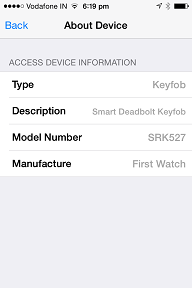 Vodafone IN 6:19 pm
Back About Device
ACCESS DEVICE INFORMATION
Type Keyfob
Description Smart Deadbolt Keyfob
Model Number SRK527
Manufacture First Watch